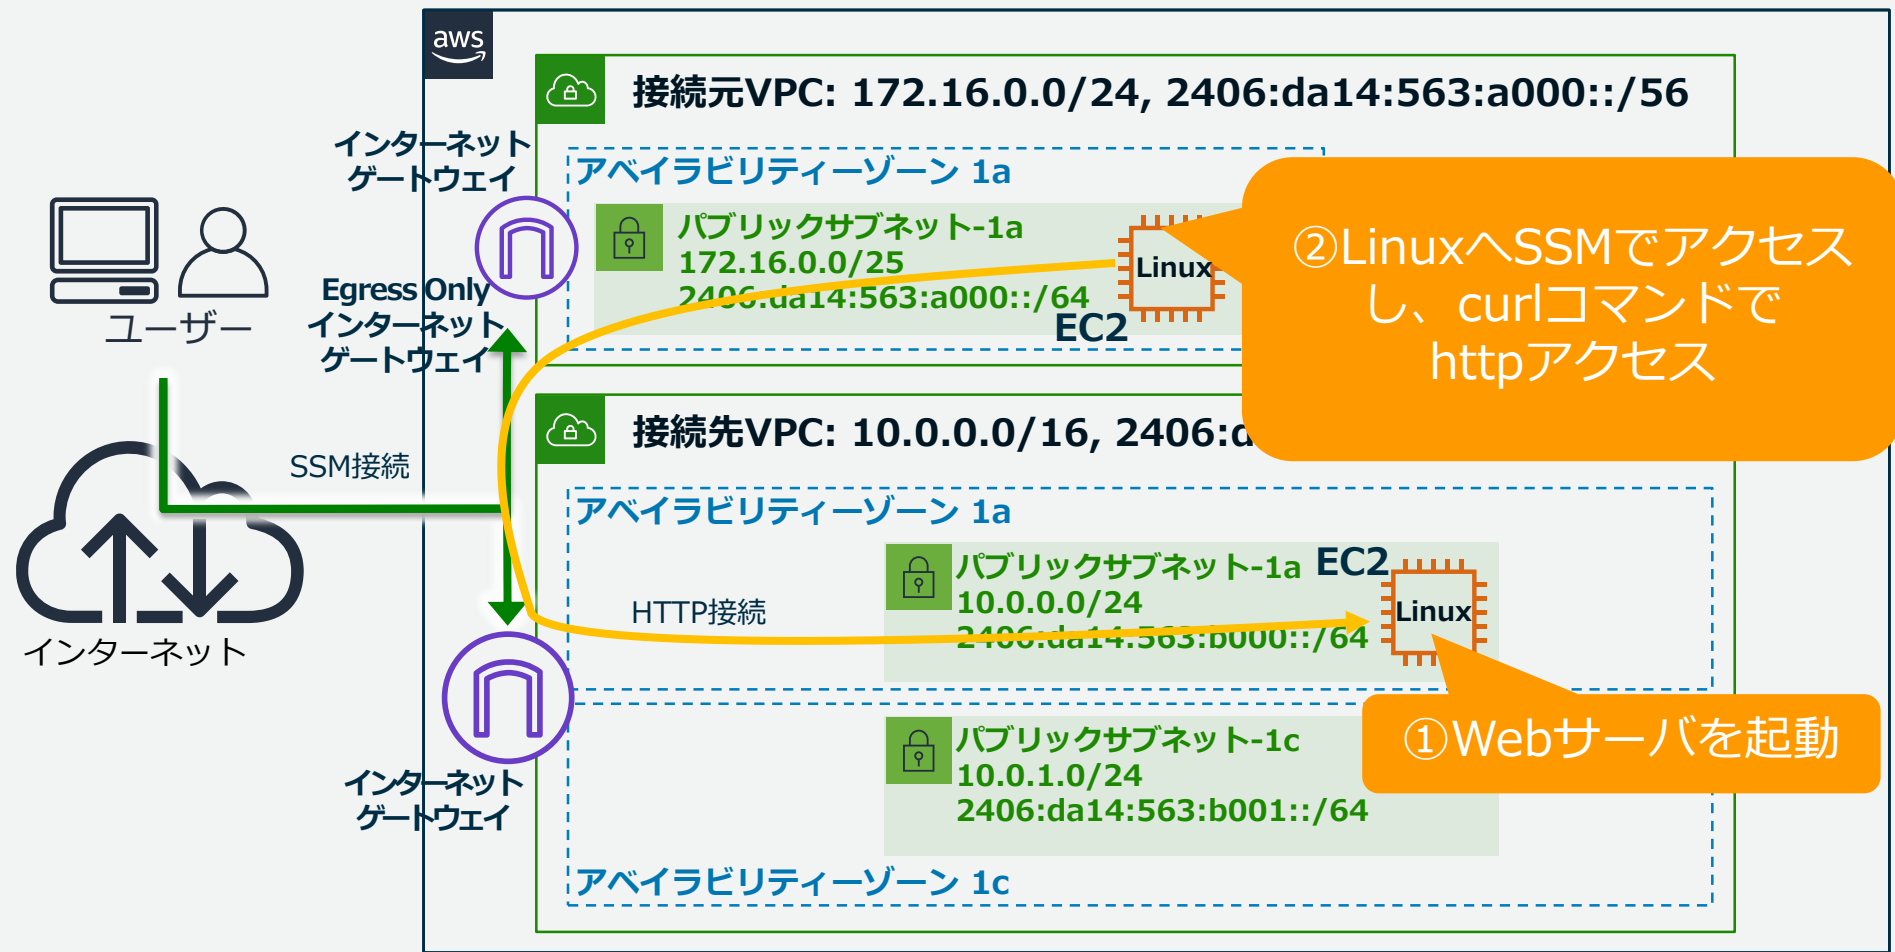 aws
接続元VPC: 172.16.0.0/24, 2406:da14:563:a000::/56
インターネット
ゲートウェイ
アベイラビリティーゾーン 1a
パブリックサブネット-1a
172.16.0.0/25
2406:da14:563:a000::/64
Linux
EC2
②LinuxへSSMでアクセス
し、curlコマンドで
httpアクセス
ユーザー
Egress Only
インターネット
ゲートウェイ
接続先VPC: 10.0.0.0/16, 2406:d
SSM接続
アベイラビリティーゾーン 1a
パブリックサブネット-1a
10.0.0.0/24
2406:da14:563:b000::/64
EC2
Linux
HTTP接続
インターネット
①Webサーバを起動
パブリックサブネット-1c
10.0.1.0/24
2406:da14:563:b001::/64
インターネット
ゲートウェイ
アベイラビリティーゾーン 1c